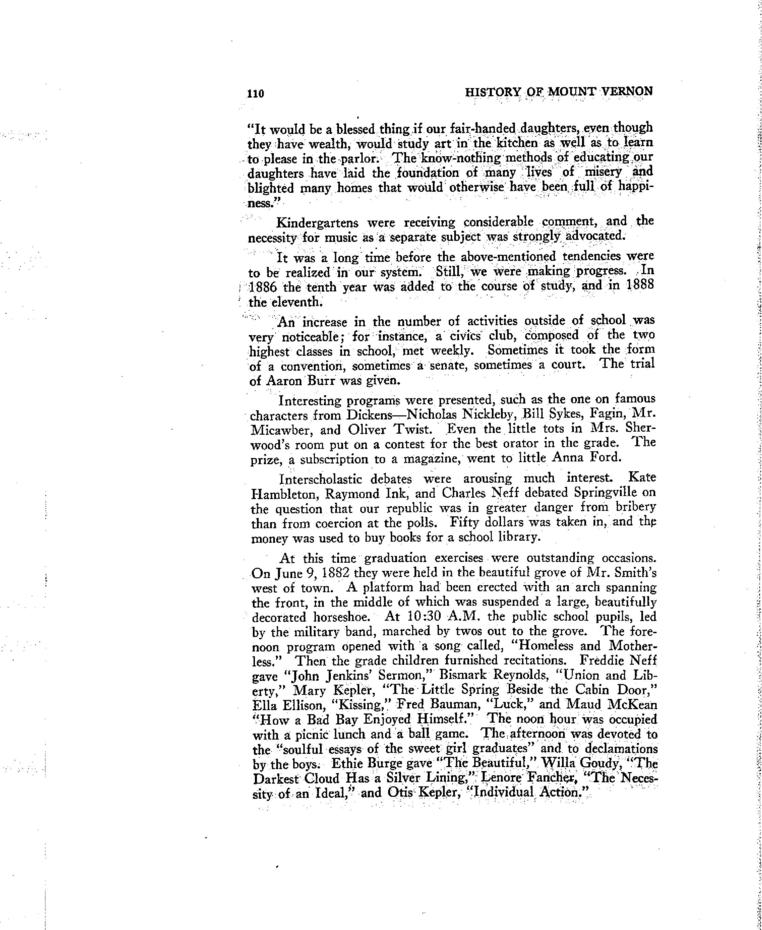 110 HISTORY OF MOUNT VERNON
"It would be a blessed thing if our fair-handed daughters, even though
they have wealth, would study art in the kitchen as well as to learn
to please in the parlor. The know-nothing methods of educating our
daughters have laid the foundation of many lives of misery and
blighted many homes that would otherwise have been full of happi-
ness."
Kindergartens were receiving considerable comment, and the
necessity for music as a separate subject was strongly advocated.
It was a long time before the above-mentioned tendencies were
to be realized in our system. Still, we were making progress. In
1886 the tenth year was added to the course of study, and in 1888
the eleventh.
An increase in the number of activities outside of school was
very noticeable; for instance, a civics club, composed of the two
highest classes in school, met weekly. Sometimes it took the form
of a convention, sometimes a senate, sometimes a court. The trial
of Aaron Burr was given.
Interesting programs were presented, such as the one on famous
characters from Dickens—Nicholas Nickleby, Bill Sykes, Fagin, Mr.
Micawber, and Oliver Twist. Even the little tots in Mrs. Sher-
wood's room put on a contest for the best orator in the grade. The
prize, a subscription to a magazine, went to little Anna Ford.
Interscholastic debates were arousing much interest. Kate
Hambleton, Raymond Ink, and Charles Neff debated Springville on
the question that our republic was in greater danger from bribery
than from coercion at the polls. Fifty dollars was taken in, and the
money was used to buy books for a school library.
At this time graduation exercises were outstanding occasions.
On June 9, 1882 they were held in the beautiful grove of Mr. Smith's
west of town. A platform had been erected with an arch spanning
the front, in the middle of which was suspended a large, beautifully
decorated horseshoe. At 10:30 A.M. the public school pupils, led
by the military band, marched by twos out to the grove. The fore-
noon program opened with a song called, "Homeless and Mother-
less." Then the grade children furnished recitations. Freddie Neff
gave "John Jenkins' Sermon," Bismark Reynolds, "Union and Lib-
erty," Mary Kepler, "The Little Spring Beside the Cabin Door,"
Ella Ellison, "Kissing," Fred Bauman, "Luck," and Maud McKean
"How a Bad Bay Enjoyed Himself." The noon hour was occupied
with a picnic lunch and a ball game. The afternoon was devoted to
the "soulful essays of the sweet girl graduates" and to declamations
by the boys. Ethie Burge gave "The Beautiful," Willa Goudy, "The
Darkest Cloud Has a Silver Lining," Lenore Fancher, "The Neces-
sity of an Ideal," and Otis Kepler, "Individual Action."